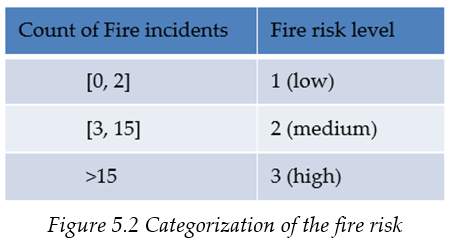 Count of Fire incidents Fire risk level
[0, 2] 1 (low)
[3, 15] 2 (medium)
>15 3 (high)
Figure 5.2 Categorization of the fire risk